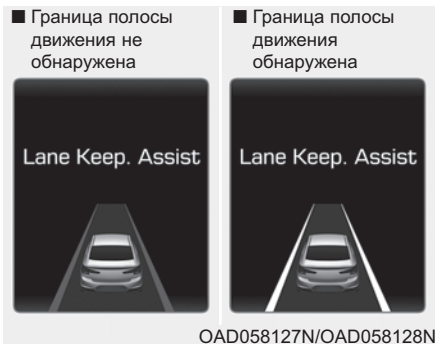 ■ Граница полосы
движения не
обнаружена
■ Граница полосы
движения
обнаружена
Lane Keep. Assist
Lane Keep. Assist
OAD058127N/OAD058128N